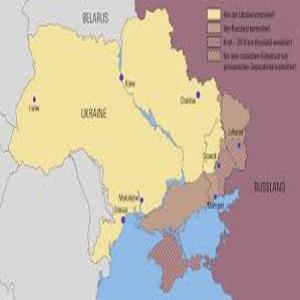 BELARUS
Von der Ukraine kontrolliert
Von Russland kontrolliert
Krim – 2014 von Russland annektiert
Vor dem russischen Einmarsch von
prorussischen Separatisten kontrolliert
Kiew
Charkiw
Lwiw
UKRAINE
Luhansk
Donezk
Mykolajiw
Odessa
Mariupol
RUSSLAND